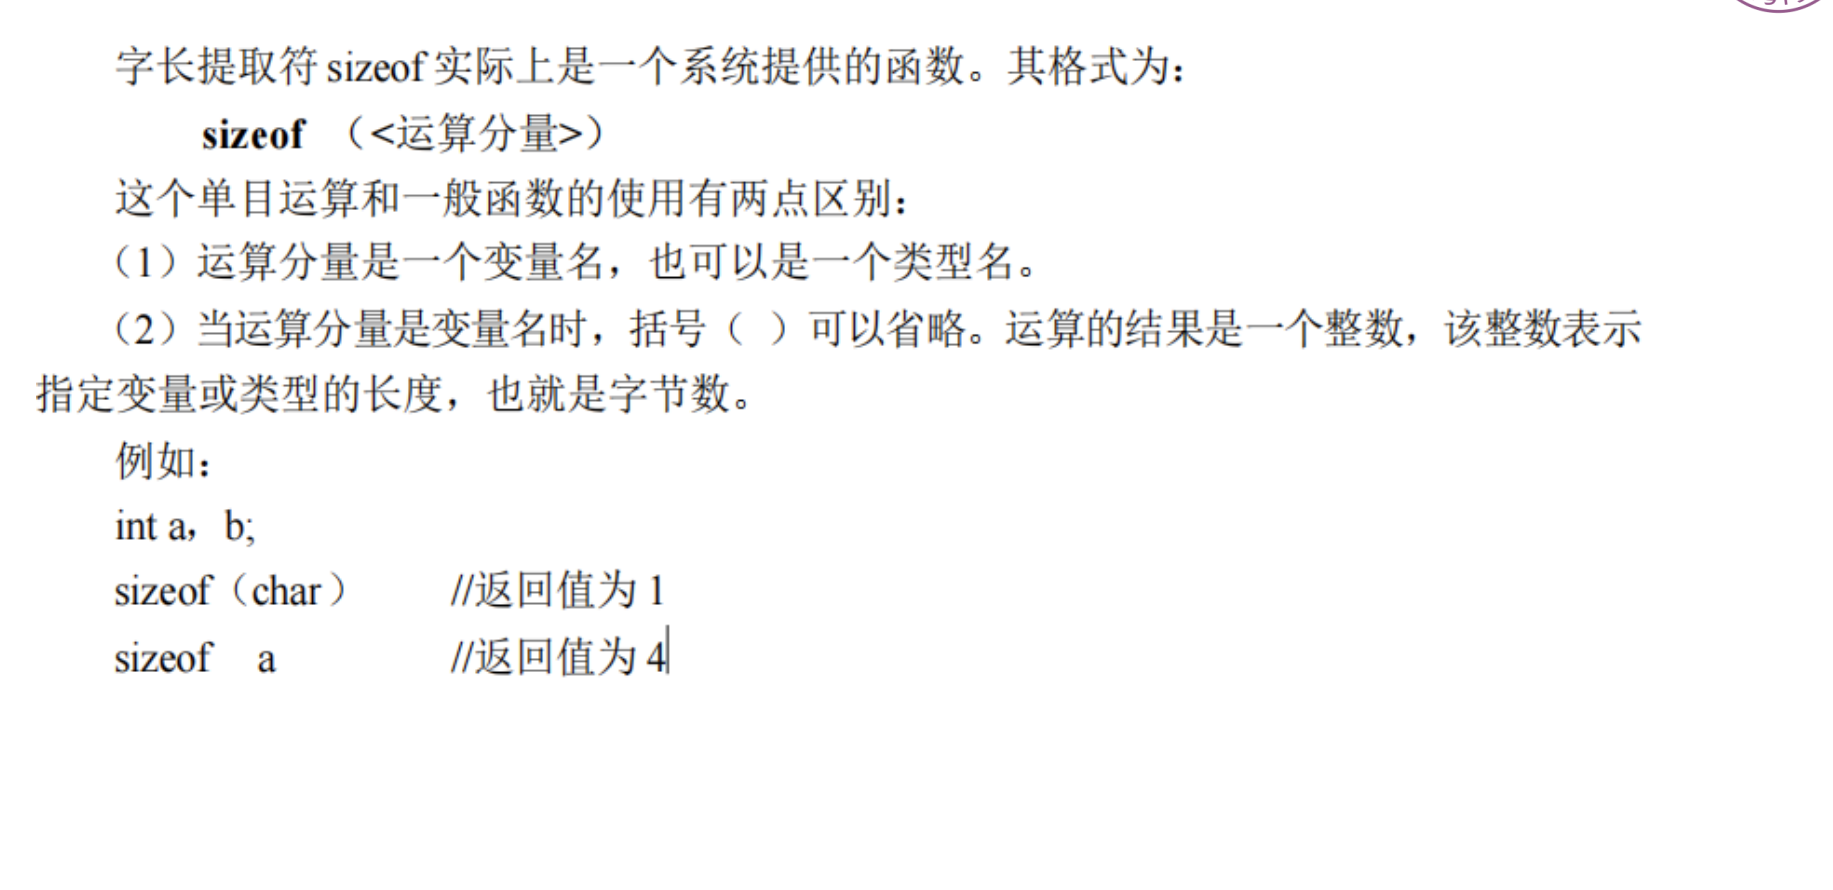 字长提取符 sizeof 实际上是一个系统提供的函数。其格式为：
sizeof （<运算分量>）
这个单目运算和一般函数的使用有两点区别：
（1）运算分量是一个变量名，也可以是一个类型名。
（2）当运算分量是变量名时，括号（ ）可以省略。运算的结果是一个整数，该整数表示
指定变量或类型的长度，也就是字节数。
例如：
int a，b;
sizeof（char） //返回值为 1
sizeof a //返回值为 4